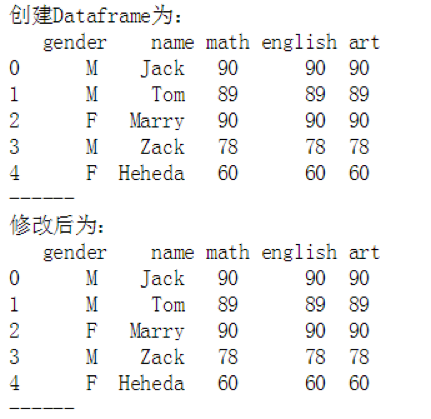 创建Dataframe为：
gender name math english art
0 M Jack 90 90 90
1 M Tom 89 89 89
2 F Marry 90 90 90
3 M Zack 78 78 78
4 F Heheda 60 60 60
------
修改后为：
gender name math english art
0 M Jack 90 90 90
1 M Tom 89 89 89
2 F Marry 90 90 90
3 M Zack 78 78 78
4 F Heheda 60 60 60
------